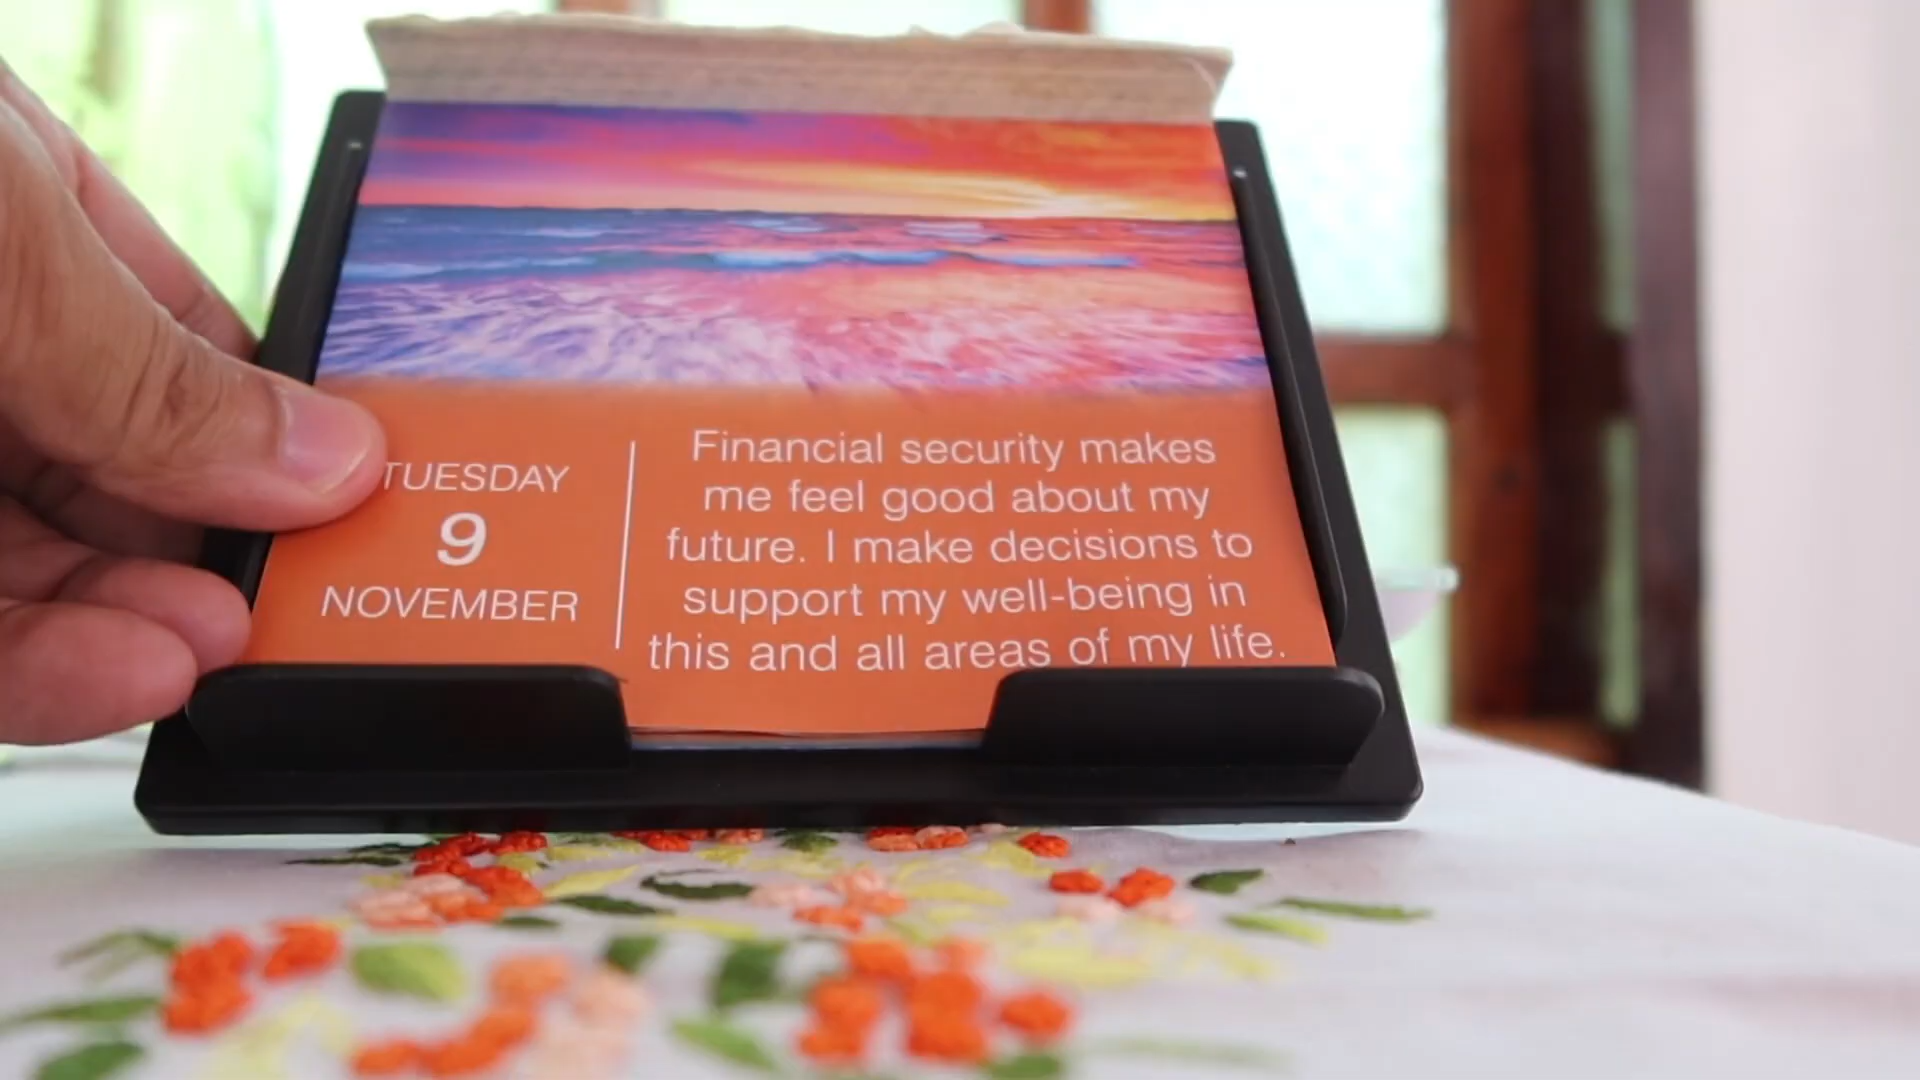 TUESDAY
9
NOVEMBER
Financial security makes
me feel good about my
future. I make decisions to
support my well-being in
this and all areas of my life.